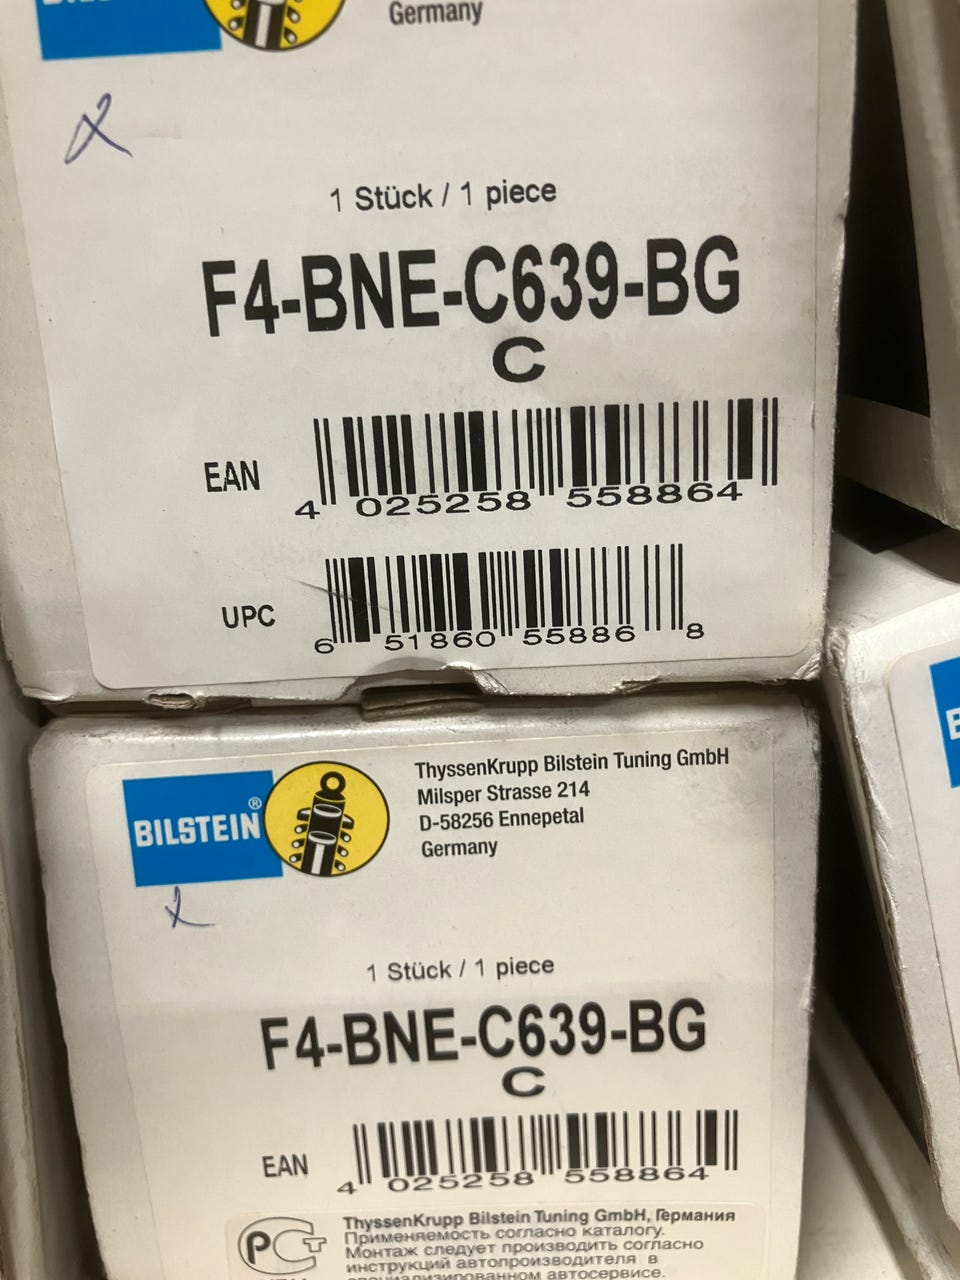 Germany
1 Stück / 1 piece
F4-BNE-C639-BG
C
EAN
4 025258 558864
UPC
6 51860 55886 8
BILSTEIN®
ThyssenKrupp Bilstein Tuning GmbH
Milsper Strasse 214
D-58256 Ennepetal
Germany
1 Stück / 1 piece
F4-BNE-C639-BG
C
EAN
4 025258 558864
ThyssenKrupp Bilstein Tuning GmbH, Германия
Применяемость согласно каталогу.
Монтаж следует производить согласно
инструкций автопроизводителя в
специализированном автосервисе.